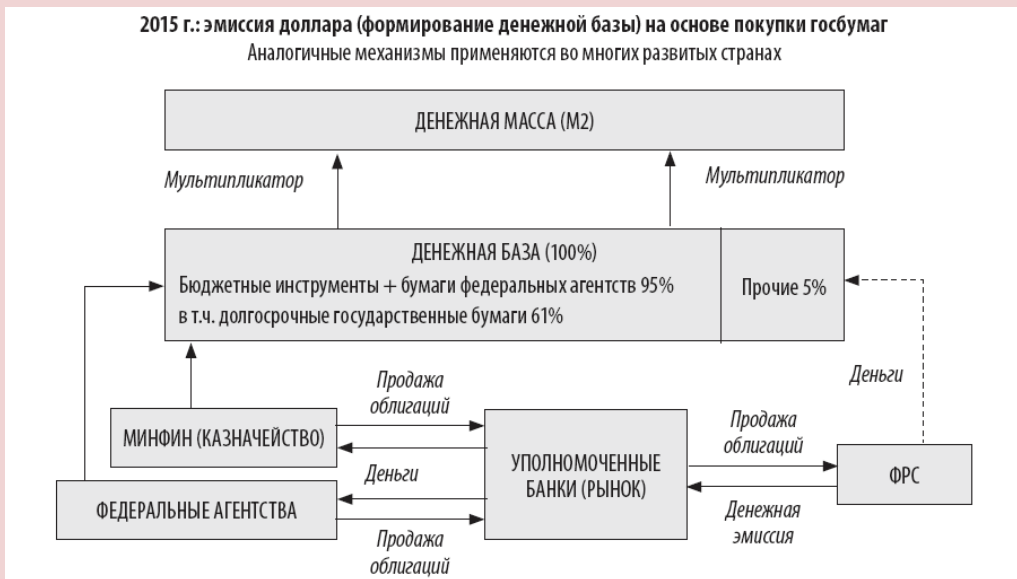 2015 г.: эмиссия доллара (формирование денежной базы) на основе покупки госбумаг
Аналогичные механизмы применяются во многих развитых странах
ДЕНЕЖНАЯ МАССА (М2)
Мультипликатор
Мультипликатор
ДЕНЕЖНАЯ БАЗА (100%)
Бюджетные инструменты + бумаги федеральных агентств 95%
в т.ч. долгосрочные государственные бумаги 61%
Прочие 5%
Деньги
Продажа
облигаций
МИНФИН (КАЗНАЧЕЙСТВО)
Деньги
ФЕДЕРАЛЬНЫЕ АГЕНТСТВА
Продажа
облигаций
УПОЛНОМОЧЕННЫЕ
БАНКИ (РЫНОК)
Продажа
облигаций
Денежная
эмиссия
ФРС